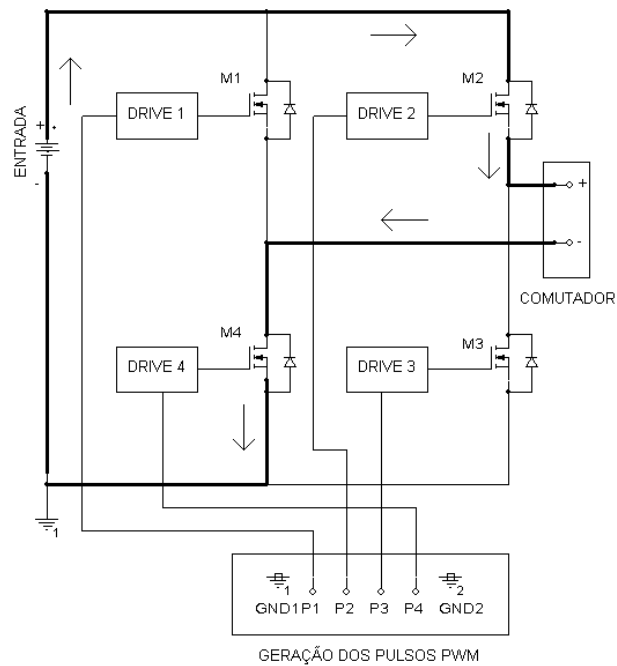 M1
M2
DRIVE 1
DRIVE 2
ENTRADA
+
-
+
-
COMUTADOR
M4
M3
DRIVE 4
DRIVE 3
1
1
2
GND1 P1 P2 P3 P4 GND2
GERAÇÃO DOS PULSOS PWM